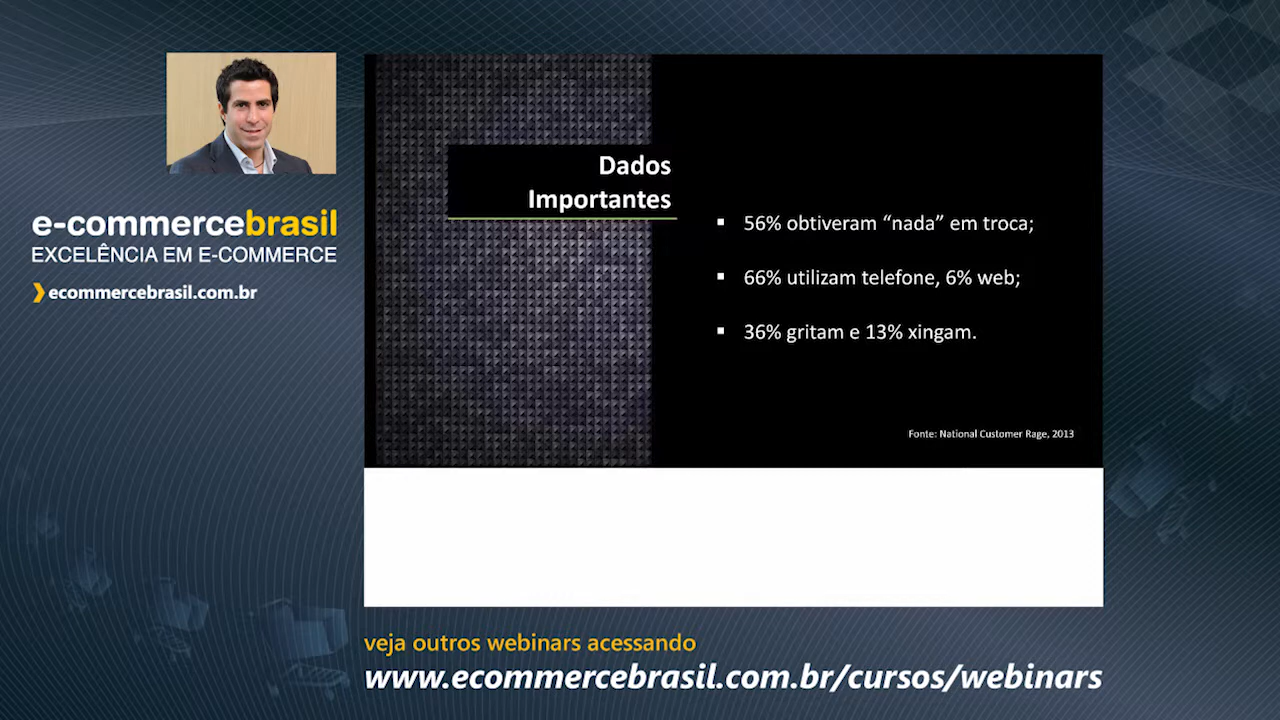 e-commercebrasil
EXCELÊNCIA EM E-COMMERCE
ecommercebrasil.com.br
Dados
Importantes
▪ 56% obtiveram “nada” em troca;
▪ 66% utilizam telefone, 6% web;
▪ 36% gritam e 13% xingam.
Fonte: National Customer Rage, 2013
veja outros webinars acessando
www.ecommercebrasil.com.br/cursos/webinars